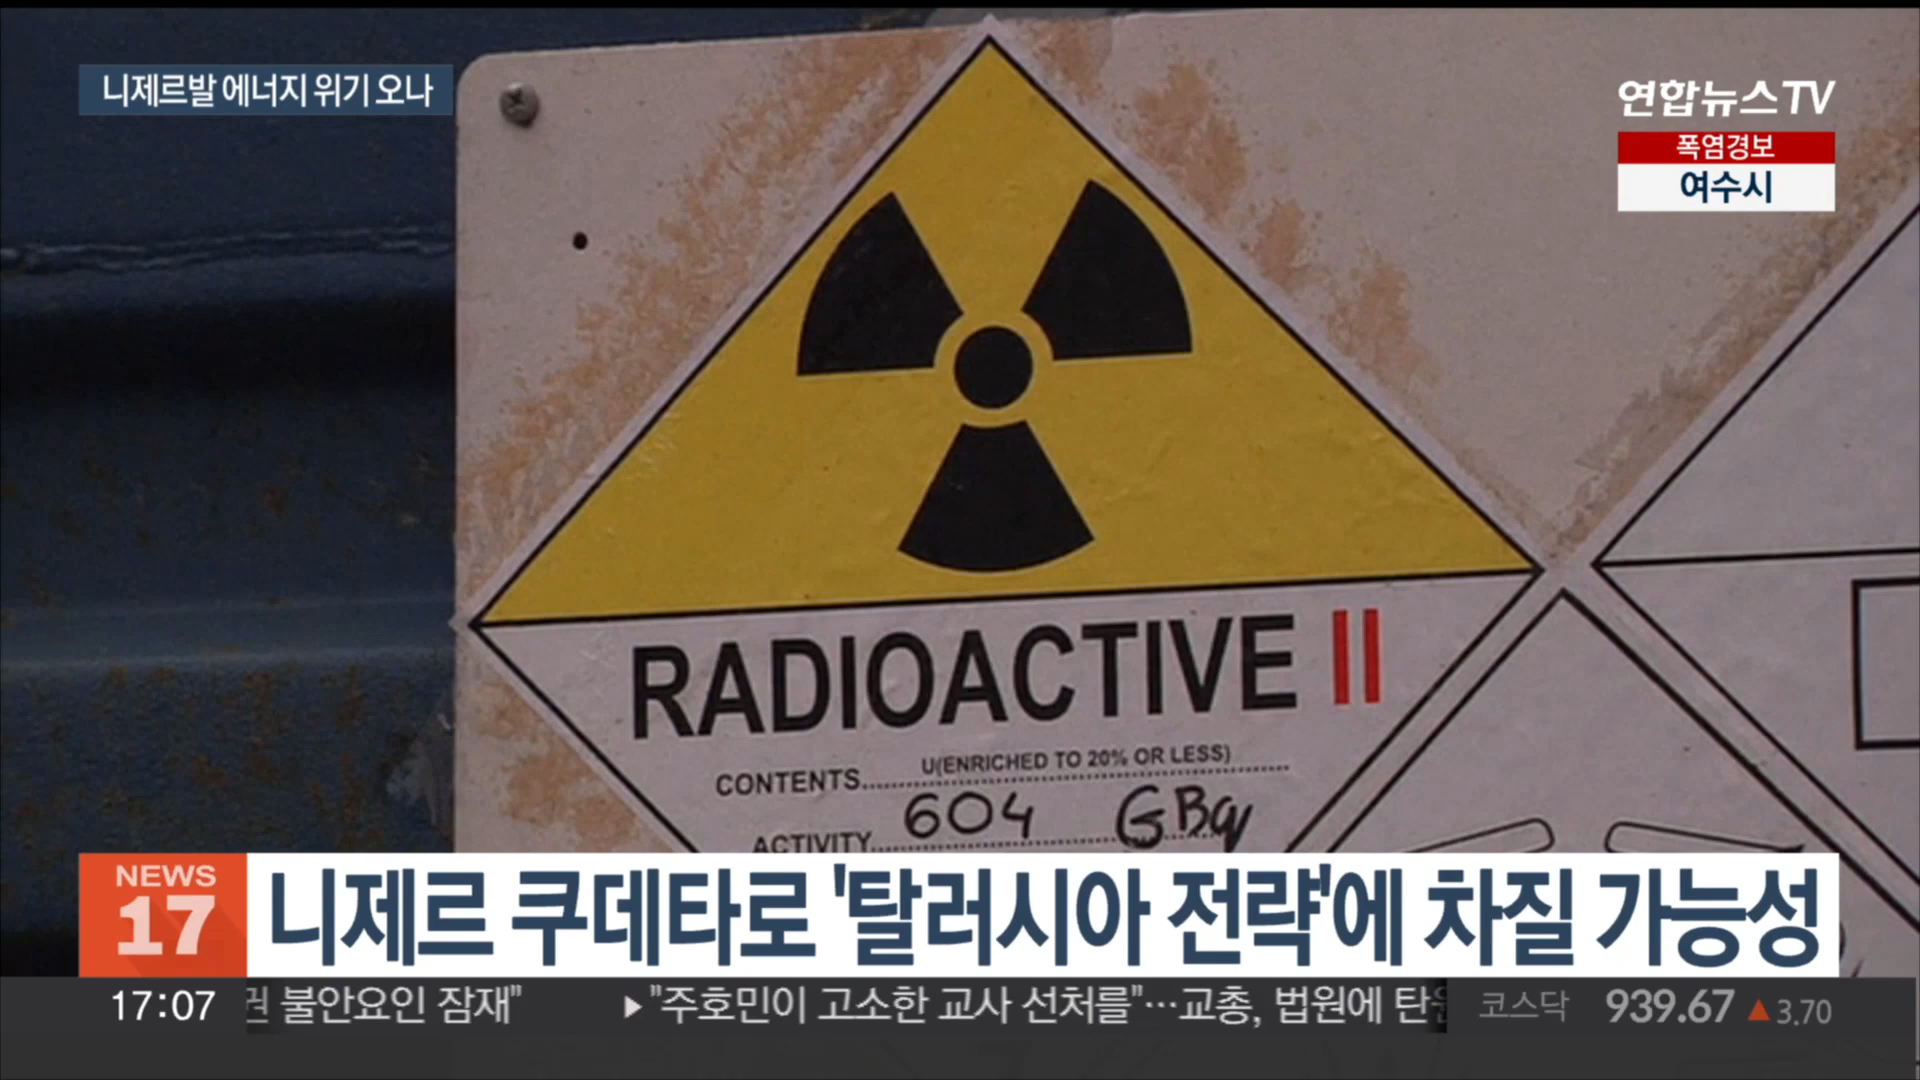 니제르발 에너지 위기 오나
연합뉴스TV
폭염경보
여수시
RADIOACTIVE II
CONTENTS....... U(ENRICHED TO 20% OR LESS)
ACTIVITY....... 604 GBq
NEWS
17
니제르 쿠데타로 '탈러시아 전략'에 차질 가능성
17:07
불안요인 잠재" ▶"주호민이 고소한 교사 선처를"…교총, 법원에
코스닥 939.67 ▲3.70